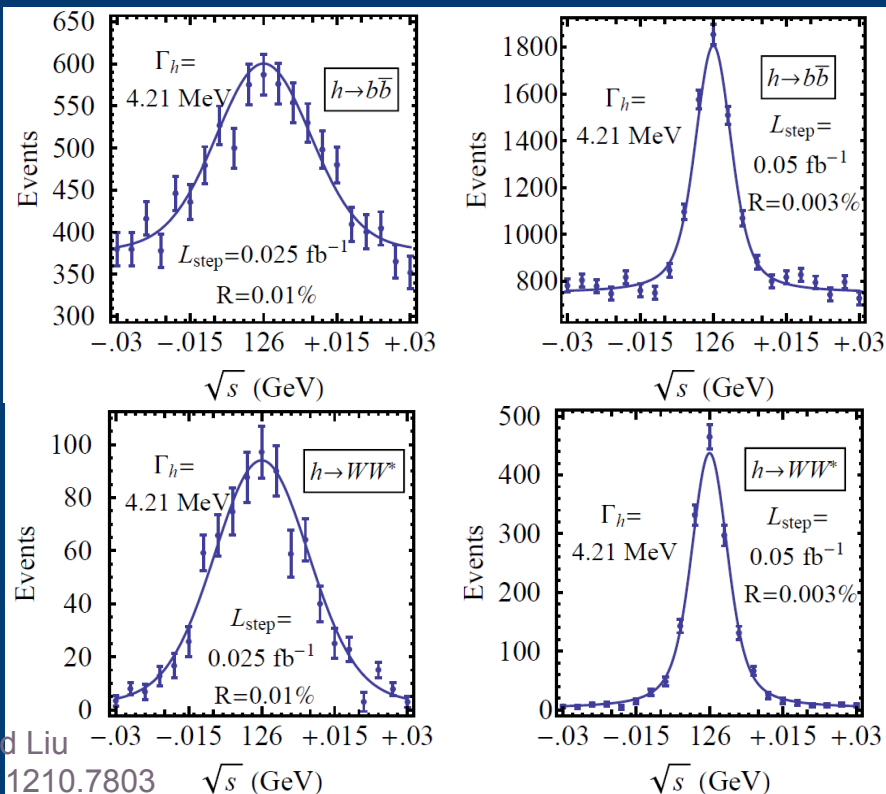 650
600
550
500
450
400
350
300
Events
Γh=
4.21 MeV
h→bb̅
Lstep=0.025 fb⁻¹
R=0.01%
−.03 −.015 126 +.015 +.03
√s (GeV)
1800
1600
1400
1200
1000
800
Events
Γh=
4.21 MeV
h→bb̅
Lstep=
0.05 fb⁻¹
R=0.003%
−.03 −.015 126 +.015 +.03
√s (GeV)
100
80
60
40
20
0
Events
Γh=
4.21 MeV
h→WW*
Lstep=
0.025 fb⁻¹
R=0.01%
−.03 −.015 126 +.015 +.03
√s (GeV)
500
400
300
200
100
0
Events
Γh=
4.21 MeV
h→WW*
Lstep=
0.05 fb⁻¹
R=0.003%
−.03 −.015 126 +.015 +.03
√s (GeV)
d Liu
1210.7803